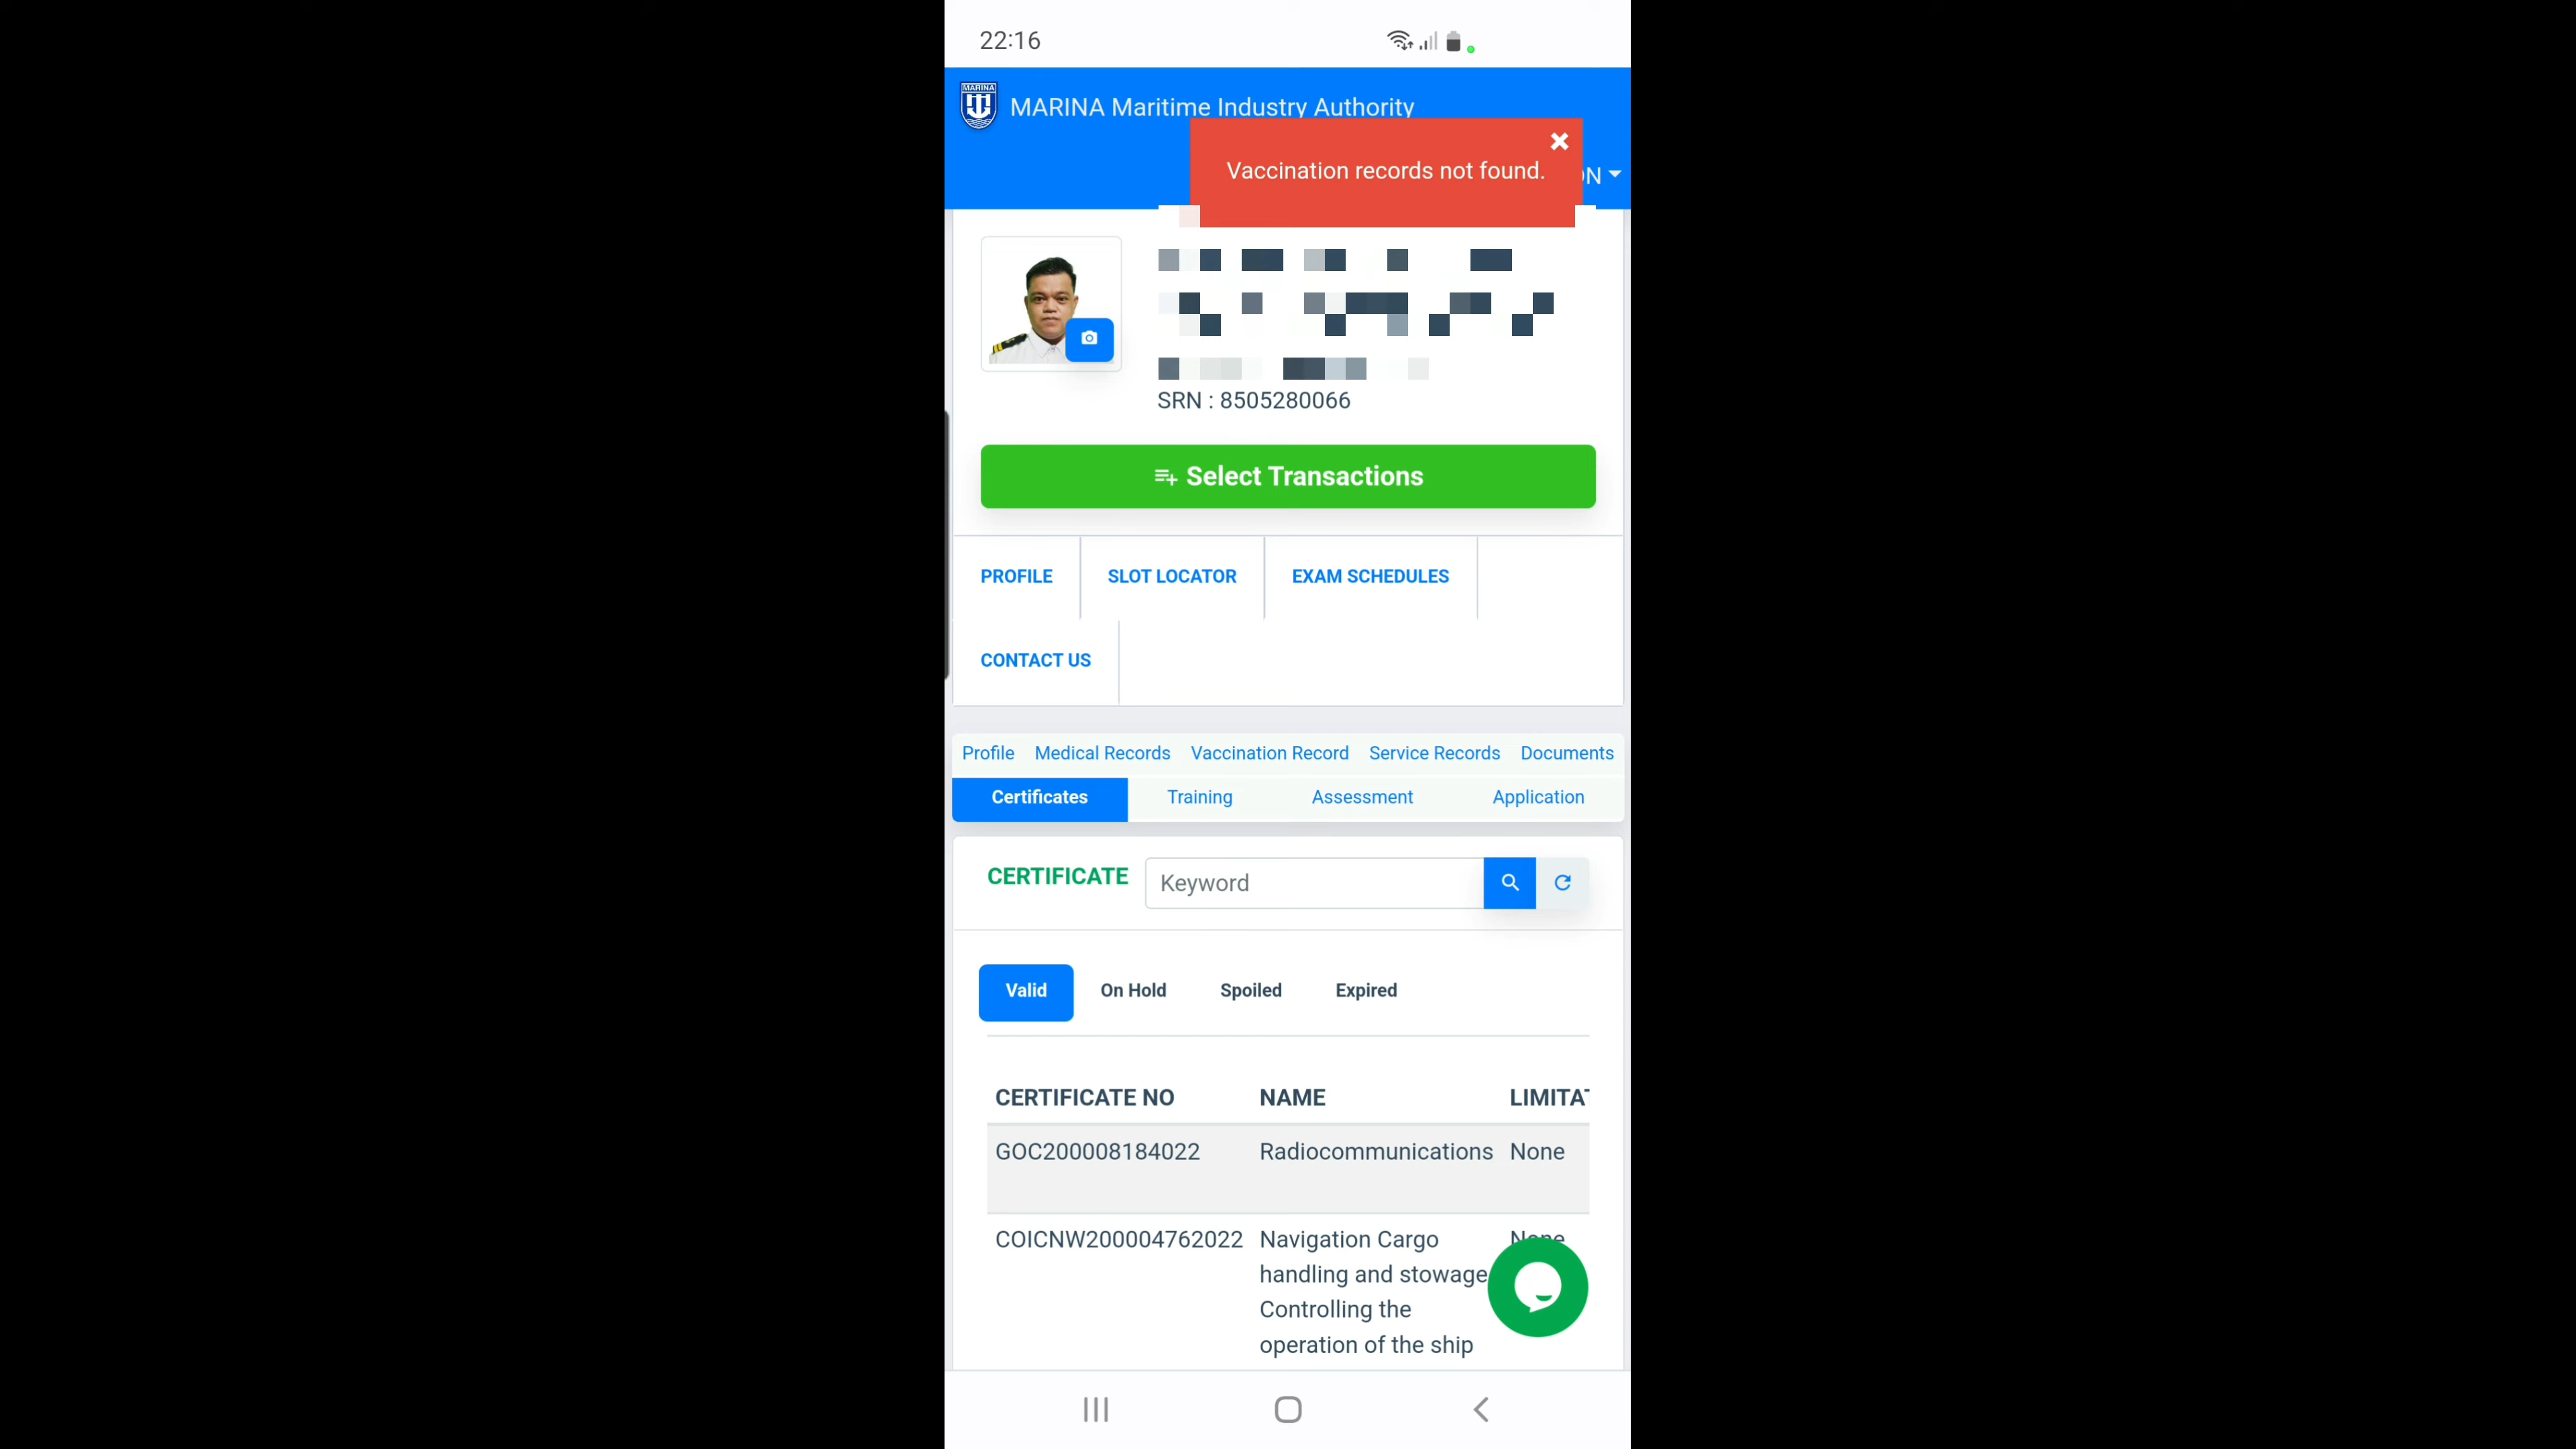 22:16
MARINA
MARINA Maritime Industry Authority
Vaccination records not found.
N
SRN : 8505280066
Select Transactions
PROFILE
SLOT LOCATOR
EXAM SCHEDULES
CONTACT US
Profile Medical Records Vaccination Record Service Records Documents
Certificates Training Assessment Application
CERTIFICATE Keyword
Valid On Hold Spoiled Expired
CERTIFICATE NO NAME LIMITAT
GOC200008184022 Radiocommunications None
COICNW200004762022 Navigation Cargo None
handling and stowage
Controlling the
operation of the ship